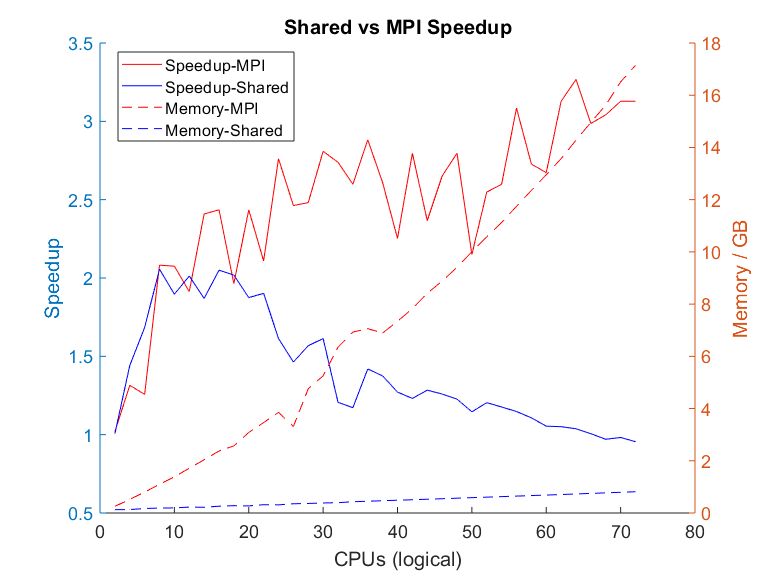 Shared vs MPI Speedup
Speedup-MPI
Speedup-Shared
Memory-MPI
Memory-Shared
3.5
3
2.5
2
1.5
1
0.5
Speedup
18
16
14
12
10
8
6
4
2
0
Memory / GB
0 10 20 30 40 50 60 70 80
CPUs (logical)